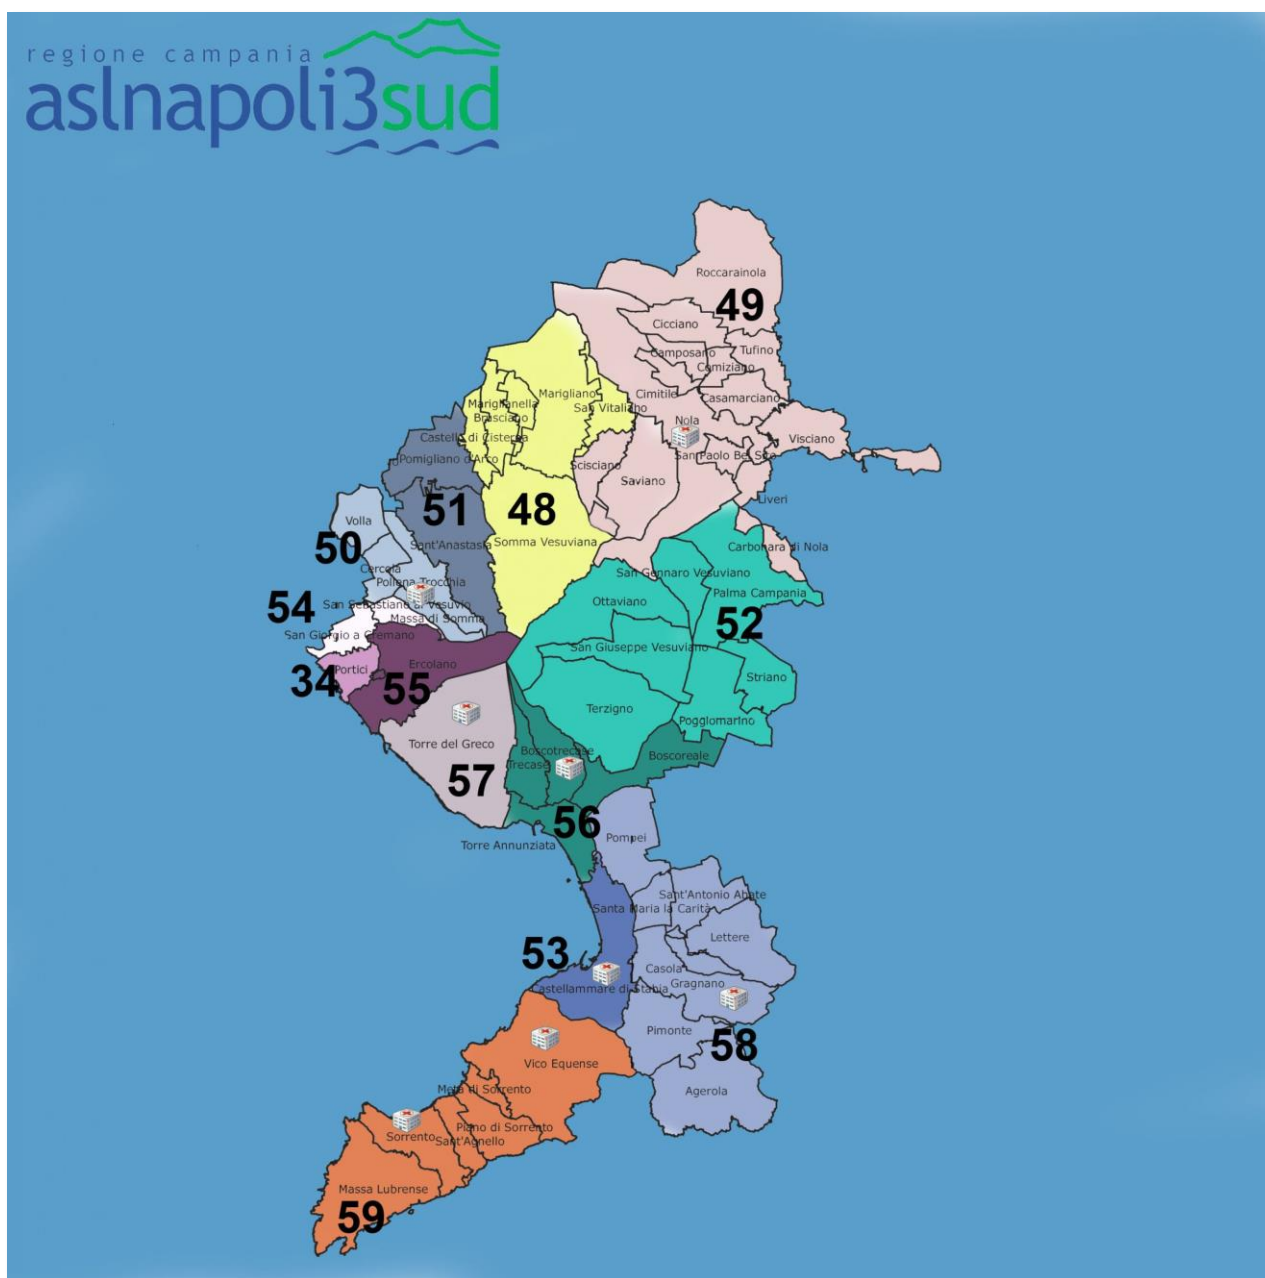 regione campania
aslnapoli3sud
Roccarainola
49
Cicciano
Camposano
Tufino
Comiziano
Marigliano
Cimitile
Casamarciano
Mariglianella
San Vitaliano
Brusciano
Nola
Castello di Cisterna
Visciano
Pomigliano d'Arco
San Paolo Bel Sito
Scisciano
Saviano
Liveri
51
48
Volla
50
Sant'Anastasia
Somma Vesuviana
Carbonara di Nola
Cercola
San Gennaro Vesuviano
Pollena Trocchia
Palma Campania
54
San Sebastiano al Vesuvio
Ottaviano
Massa di Somma
52
San Giorgio a Cremano
San Giuseppe Vesuviano
Portici
Ercolano
34
55
Striano
Terzigno
Poggiomarino
Torre del Greco
Boscotrecase
Boscoreale
Trecase
57
56
Torre Annunziata
Pompei
Sant'Antonio Abate
Santa Maria la Carità
Lettere
53
Casola
Gragnano
Castellammare di Stabia
Pimonte
58
Vico Equense
Meta di Sorrento
Agerola
Piano di Sorrento
Sorrento
Sant'Agnello
Massa Lubrense
59